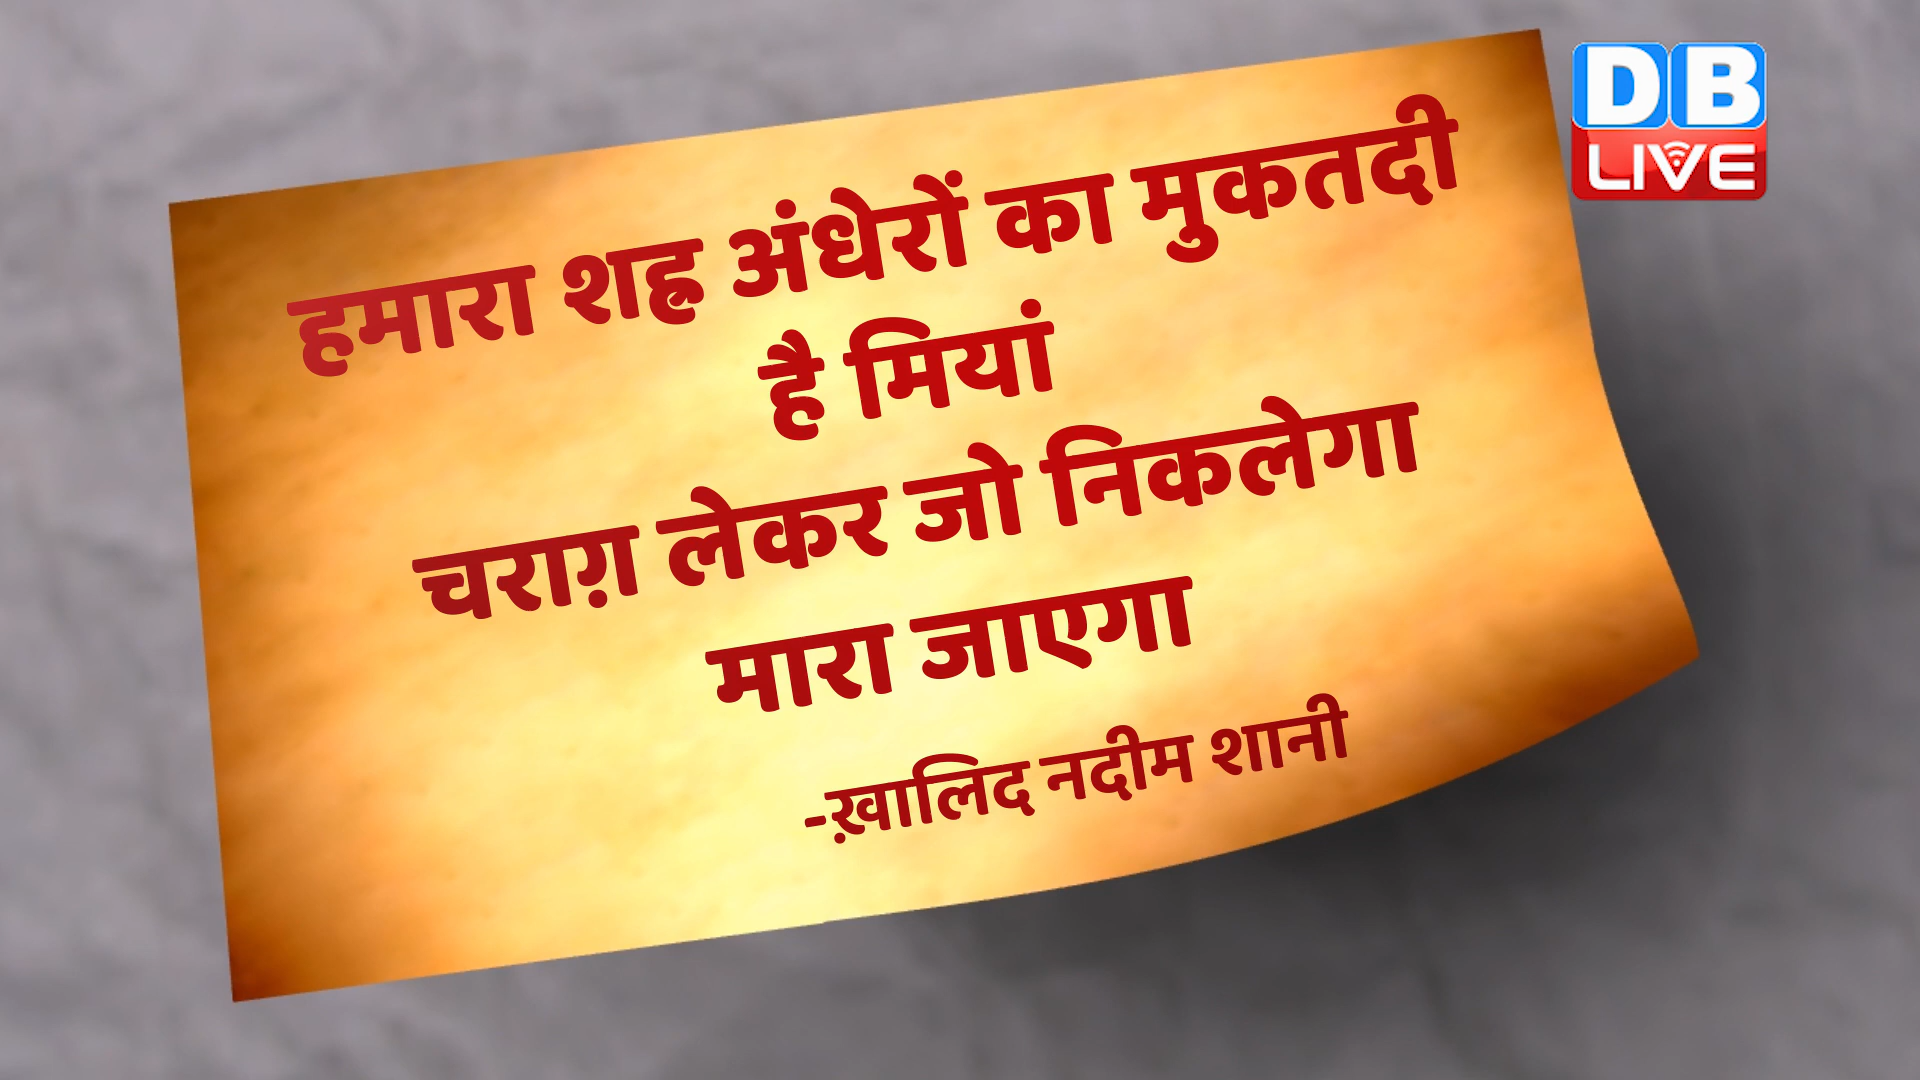 DB
LIVE
हमारा शह्र अंधेरों का मुकतदी
है मियां
चराग़ लेकर जो निकलेगा
मारा जाएगा
-ख़ालिद नदीम शानी